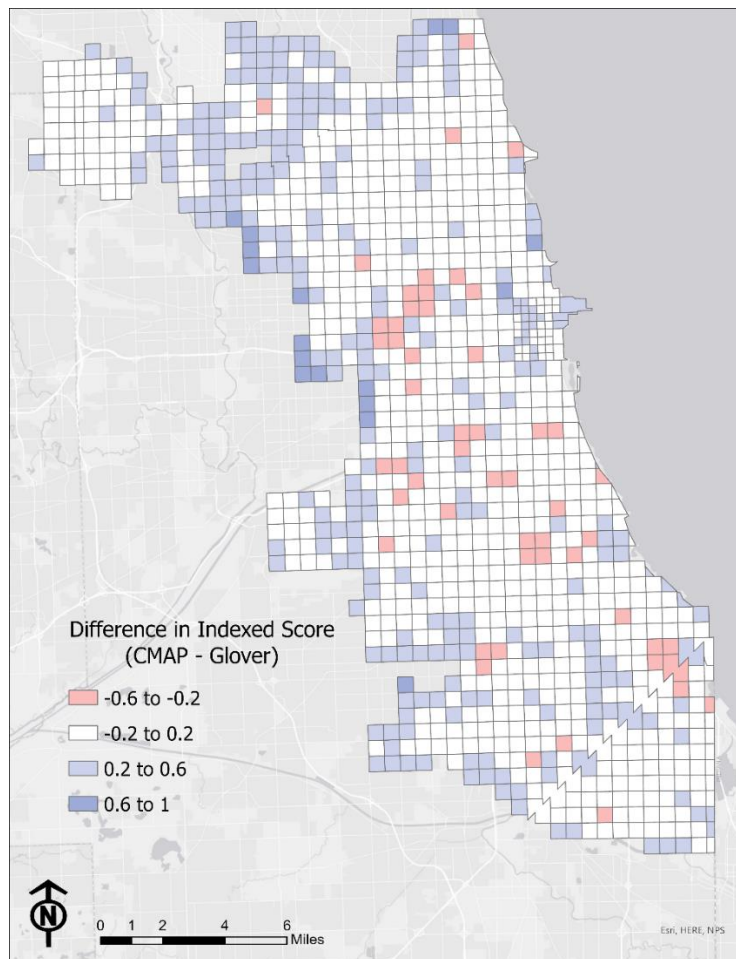 Difference in Indexed Score
(CMAP - Glover)
-0.6 to -0.2
-0.2 to 0.2
0.2 to 0.6
0.6 to 1
N
0 1 2 4 6
Miles
Esri, HERE, NPS